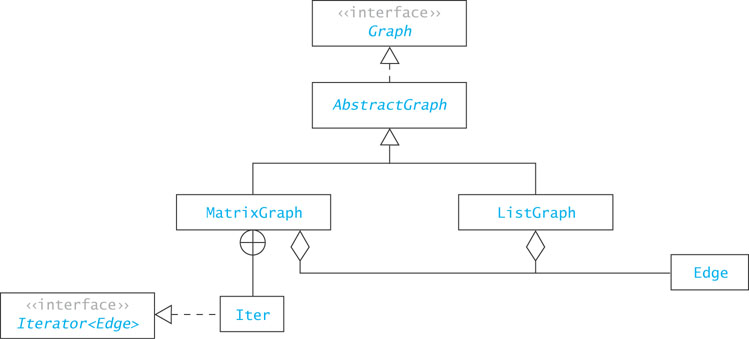 ‹‹interface››
Graph
AbstractGraph
MatrixGraph
ListGraph
Edge
‹‹interface››
Iterator<Edge>
Iter